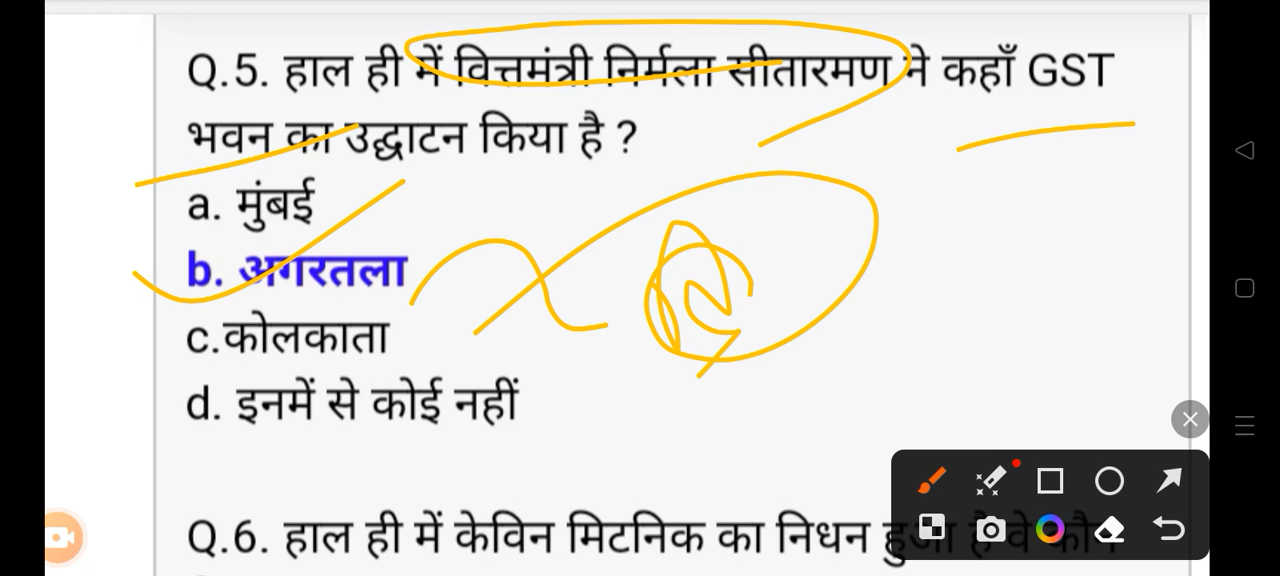 Q.5. हाल ही में वित्तमंत्री निर्मला सीतारमण ने कहाँ GST
भवन का उद्घाटन किया है ?
a. मुंबई
b. अगरतला
c.कोलकाता
d. इनमें से कोई नहीं
Q.6. हाल ही में केविन मिटनिक का निधन हुआ है वे कौन